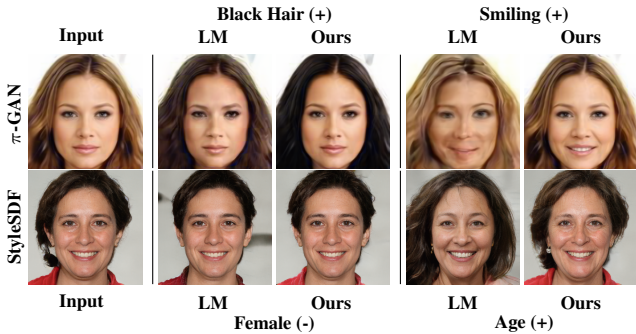 Black Hair (+) Smiling (+)
Input LM Ours LM Ours
π-GAN
StyleSDF
Input LM Ours LM Ours
Female (-) Age (+)